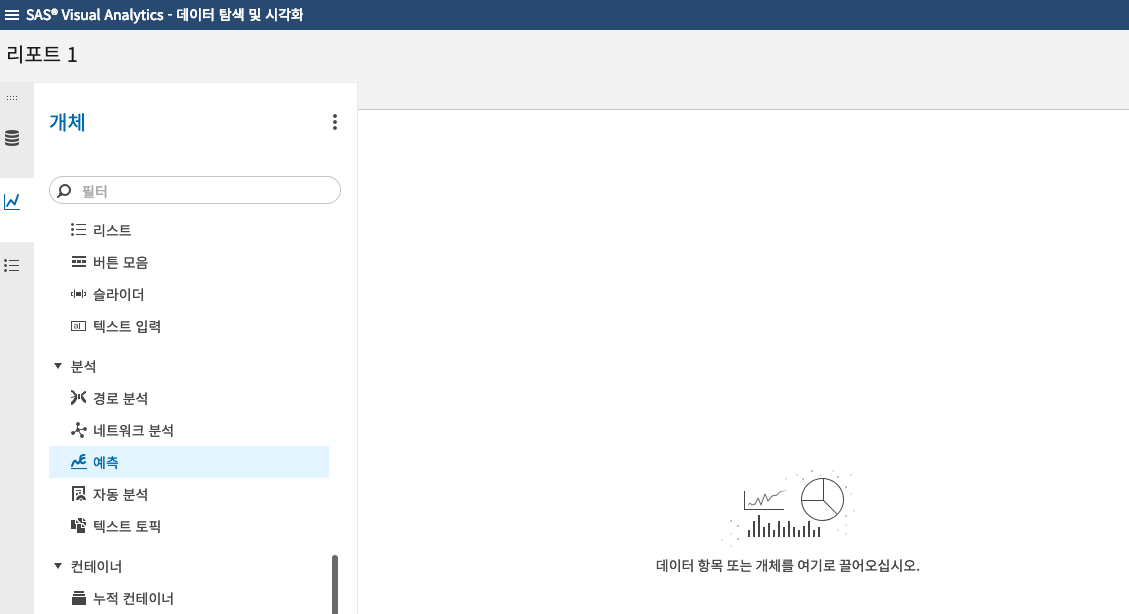 SAS® Visual Analytics - 데이터 탐색 및 시각화
리포트 1
개체
필터
리스트
버튼 모음
슬라이더
텍스트 입력
분석
경로 분석
네트워크 분석
예측
자동 분석
텍스트 토픽
컨테이너
누적 컨테이너
데이터 항목 또는 개체를 여기로 끌어오십시오.